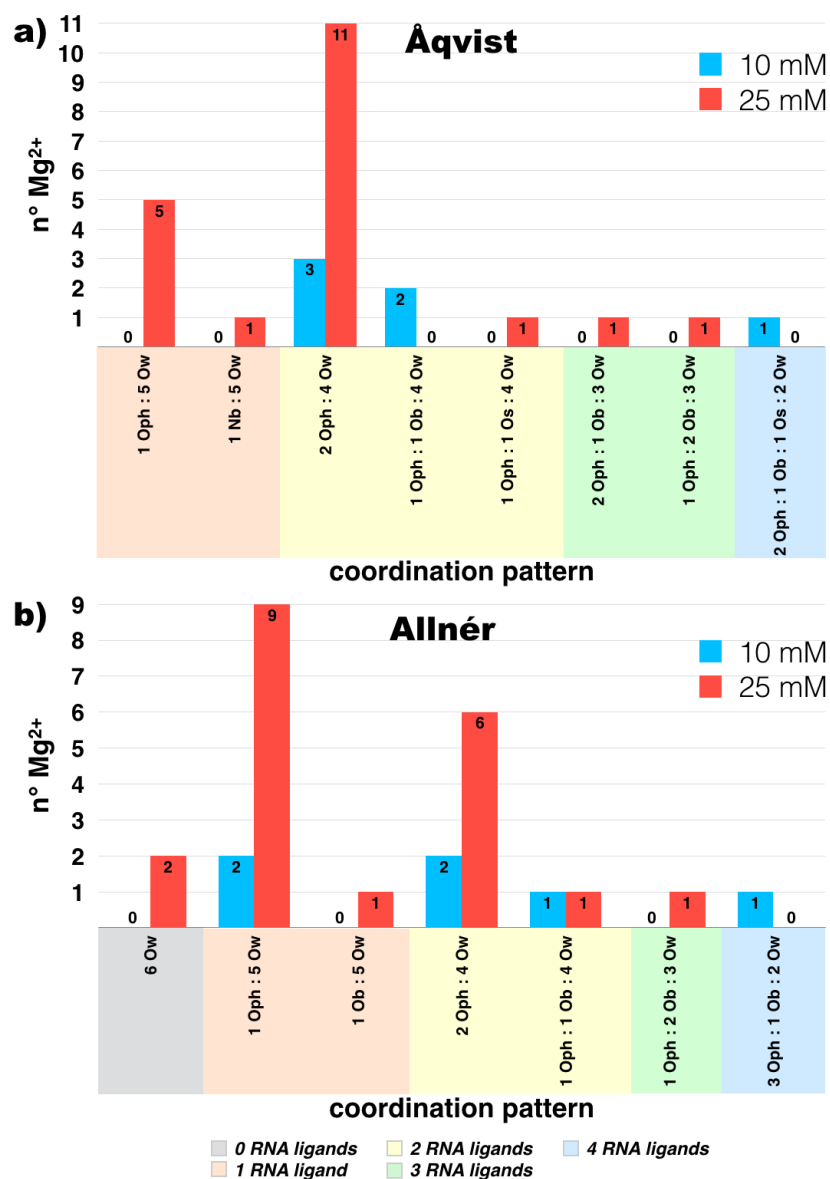 a)
Åqvist
10 mM
25 mM
n° Mg2+
11
10
9
8
7
6
5
4
3
2
1
0
5
0
1
3
11
2
0
0
1
0
1
0
1
1
0
1 Oph : 5 Ow
1 Nb : 5 Ow
2 Oph : 4 Ow
1 Oph : 1 Ob : 4 Ow
1 Oph : 1 Os : 4 Ow
2 Oph : 1 Ob : 3 Ow
1 Oph : 2 Ob : 3 Ow
2 Oph : 1 Ob : 1 Os : 2 Ow
coordination pattern
b)
Allnér
10 mM
25 mM
n° Mg2+
9
8
7
6
5
4
3
2
1
0
2
2
9
0
1
2
6
1
1
0
1
1
0
6 Ow
1 Oph : 5 Ow
1 Ob : 5 Ow
2 Oph : 4 Ow
1 Oph : 1 Ob : 4 Ow
1 Oph : 2 Ob : 3 Ow
3 Oph : 1 Ob : 2 Ow
coordination pattern
0 RNA ligands
2 RNA ligands
4 RNA ligands
1 RNA ligand
3 RNA ligands